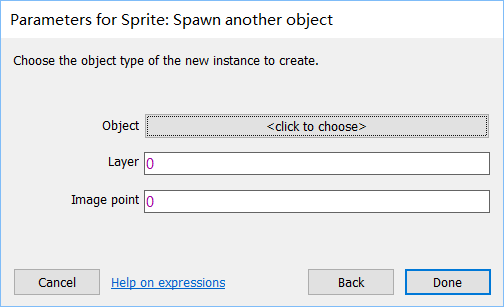 Parameters for Sprite: Spawn another object
Choose the object type of the new instance to create.
Object <click to choose>
Layer 0
Image point 0
Cancel Help on expressions Back Done